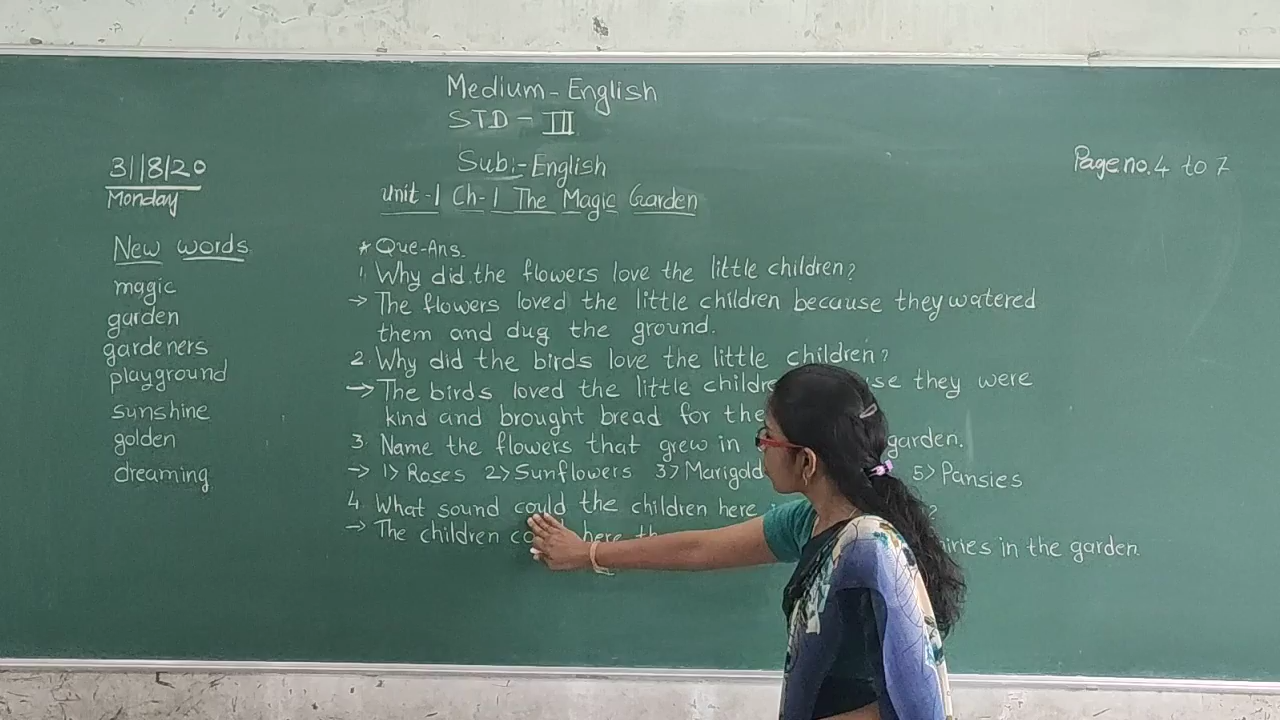 Medium - English
STD - III
Sub:- English
31/8/20
Monday
Page no. 4 to 7
Unit - 1 Ch - 1 The Magic Garden
New words
magic
garden
gardeners
playground
sunshine
golden
dreaming
* Que-Ans.
1. Why did the flowers love the little children?
→ The flowers loved the little children because they watered
them and dug the ground.
2. Why did the birds love the little children?
→ The birds loved the little they were
kind and brought bread for
3. Name the flowers that grew in garden.
→ 1> Roses 2> Sunflowers 3> Marigold 5> Pansies
4. What sound could the children here ?
→ The children here in the garden.